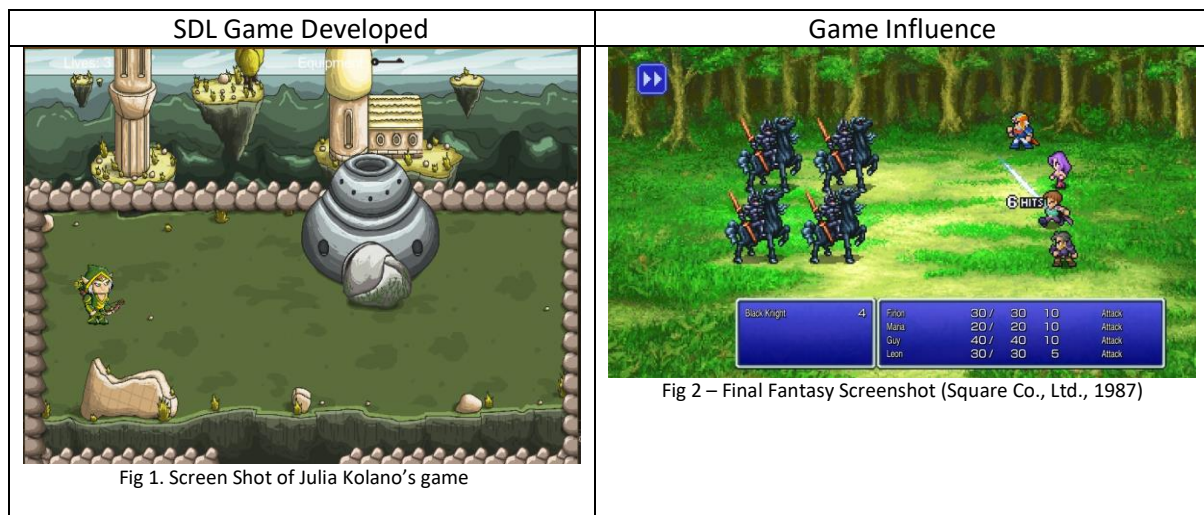 SDL Game Developed
Game Influence
Lives: 3
Equipment:
Fig 1. Screen Shot of Julia Kolano’s game
6 HITS
Black Knight 4
Firion 30/ 30 10 Attack
Maria 20/ 20 10 Attack
Guy 40/ 40 10 Attack
Leon 30/ 30 5 Attack
Fig 2 – Final Fantasy Screenshot (Square Co., Ltd., 1987)